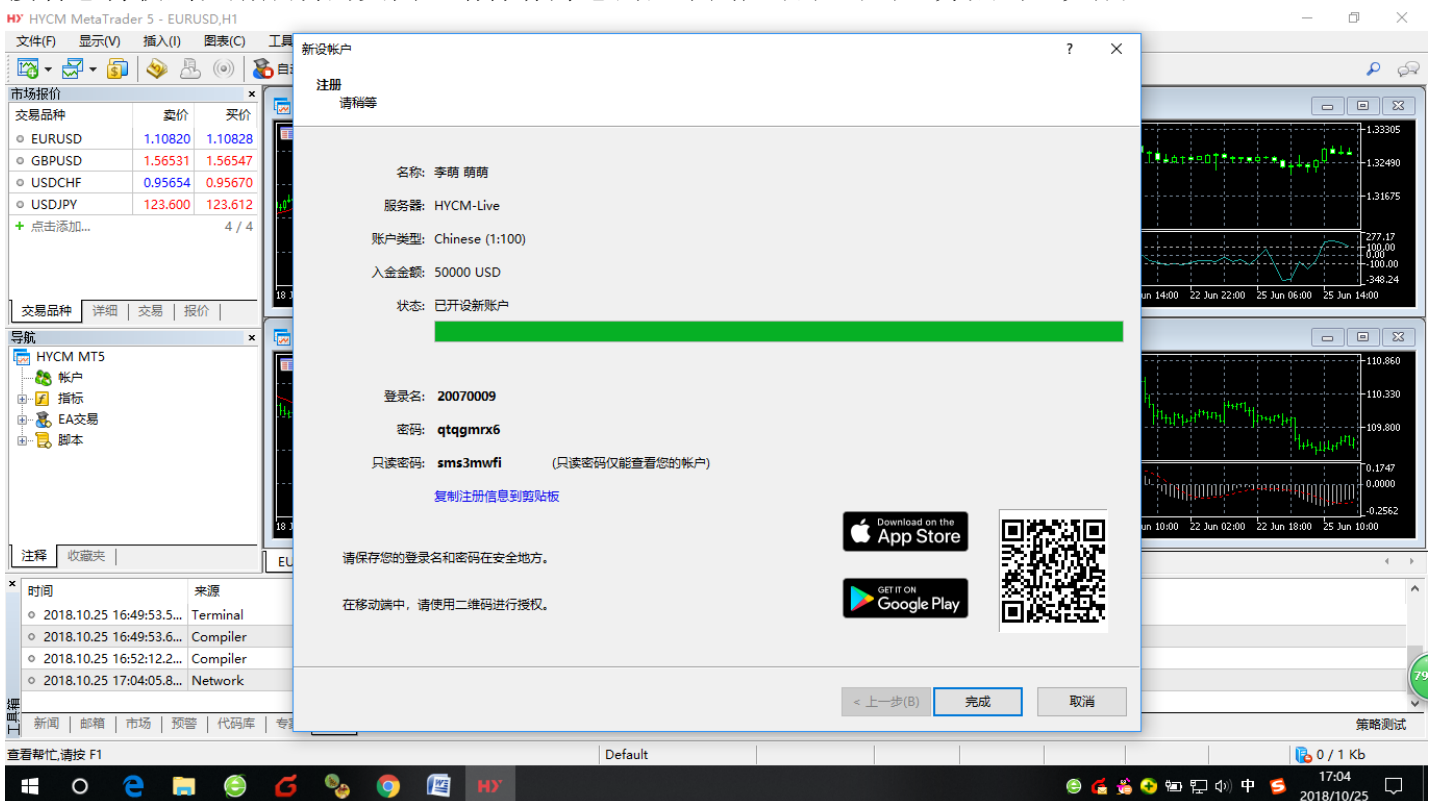 HYCM MetaTrader 5 - EURUSD,H1
文件(F) 显示(V) 插入(I) 图表(C) 工具
市场报价
交易品种 卖价 买价
EURUSD 1.10820 1.10828
GBPUSD 1.56531 1.56547
USDCHF 0.95654 0.95670
USDJPY 123.600 123.612
点击添加... 4 / 4
交易品种 详细 交易 报价
导航
HYCM MT5
帐户
指标
EA交易
脚本
注释 收藏夹
新设帐户
注册
请稍等
名称: 李萌 萌萌
服务器: HYCM-Live
账户类型: Chinese (1:100)
入金金额: 50000 USD
状态: 已开设新账户
登录名: 20070009
密码: qtqgmrx6
只读密码: sms3mwfi (只读密码仅能查看您的帐户)
复制注册信息到剪贴板
请保存您的登录名和密码在安全地方。
在移动端中，请使用二维码进行授权。
Download on the
App Store
GET IT ON
Google Play
< 上一步(B) 完成 取消
1.33305
1.32490
1.31675
277.17
100.00
0.00
-100.00
-348.24
18 J
un 14:00 22 Jun 22:00 25 Jun 06:00 25 Jun 14:00
110.860
110.330
109.800
0.1747
0.0000
-0.2562
18 J
un 10:00 22 Jun 02:00 22 Jun 18:00 25 Jun 10:00
EU
时间 来源
2018.10.25 16:49:53.5... Terminal
2018.10.25 16:49:53.6... Compiler
2018.10.25 16:52:12.2... Compiler
2018.10.25 17:04:05.8... Network
工具箱
新闻 邮箱 市场 预警 代码库 专
策略测试
79
查看帮忙,请按 F1 Default 0 / 1 Kb
中
17:04
2018/10/25